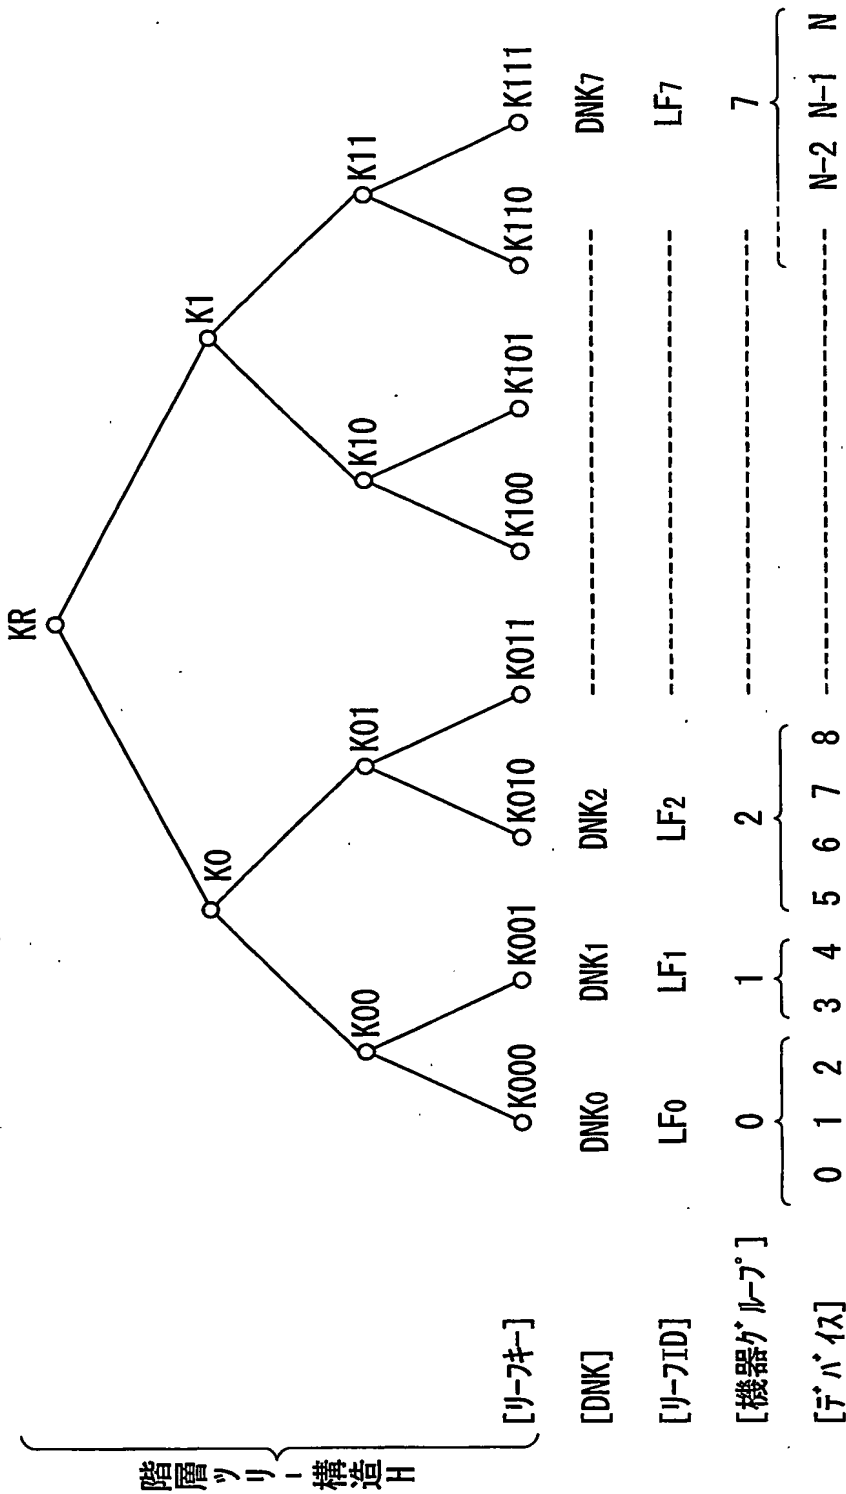 KR
K0 K1
K00 K01 K10 K11
階層ツリー構造H
[リーフキー] K000 K001 K010 K011 K100 K101 K110 K111
[DNK] DNK0 DNK1 DNK2 DNK7
[リーフID] LF0 LF1 LF2 LF7
[機器グループ] 0 1 2 7
[デバイス] 0 1 2 3 4 5 6 7 8 N-2 N-1 N